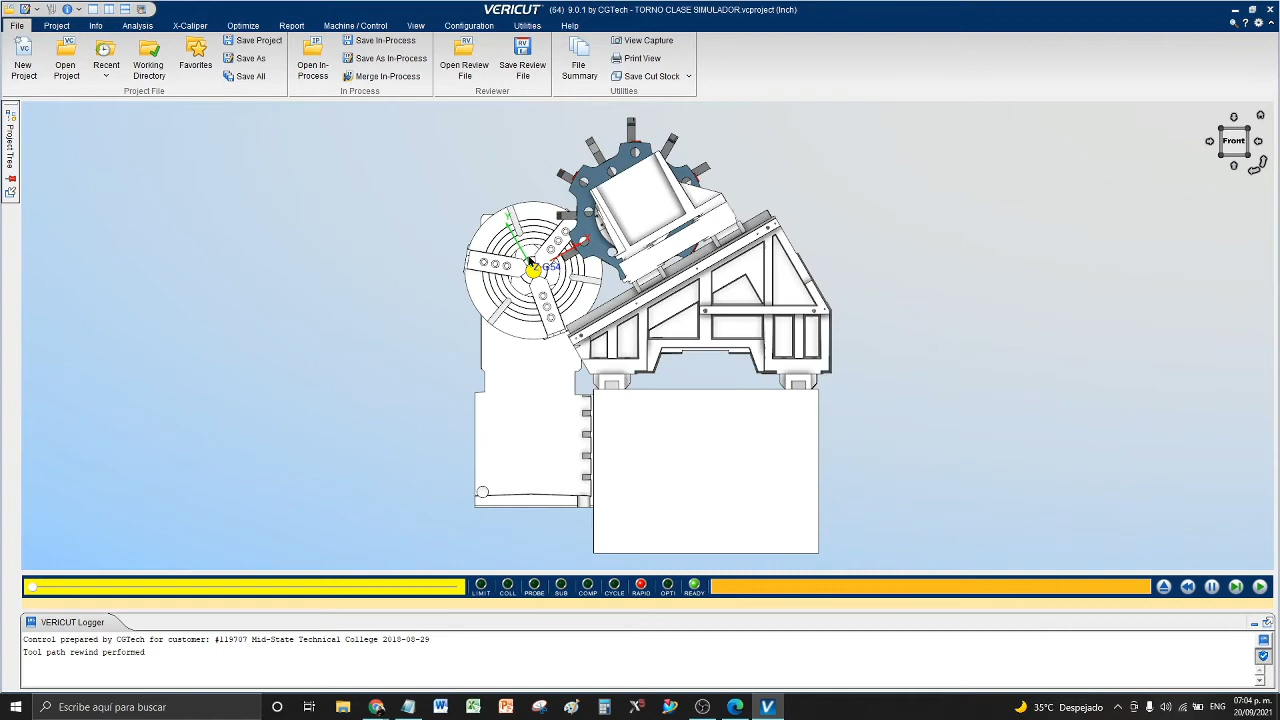 VERICUT (64) 9.0.1 by CGTech - TORNO CLASE SIMULADOR.vcproject (Inch)
File Project Info Analysis X-Caliper Optimize Report Machine / Control View Configuration Utilities Help
New Project
Open Project
Recent
Working Directory
Favorites
Save Project
Save As
Save All
Project File
Open In-Process
Save In-Process
Save As In-Process
Merge In-Process
In Process
Open Review File
Save Review File
Reviewer
File Summary
View Capture
Print View
Save Cut Stock
Utilities
Project Tree
Front
Y
Z G54
LIMIT COLL PROBE SUB COMP CYCLE RAPID OPTI READY
VERICUT Logger
Control prepared by CGTech for customer: #119707 Mid-State Technical College 2018-08-29
Tool path rewind performed
Escribe aquí para buscar
35°C Despejado
ENG
07:04 p. m.
20/09/2021